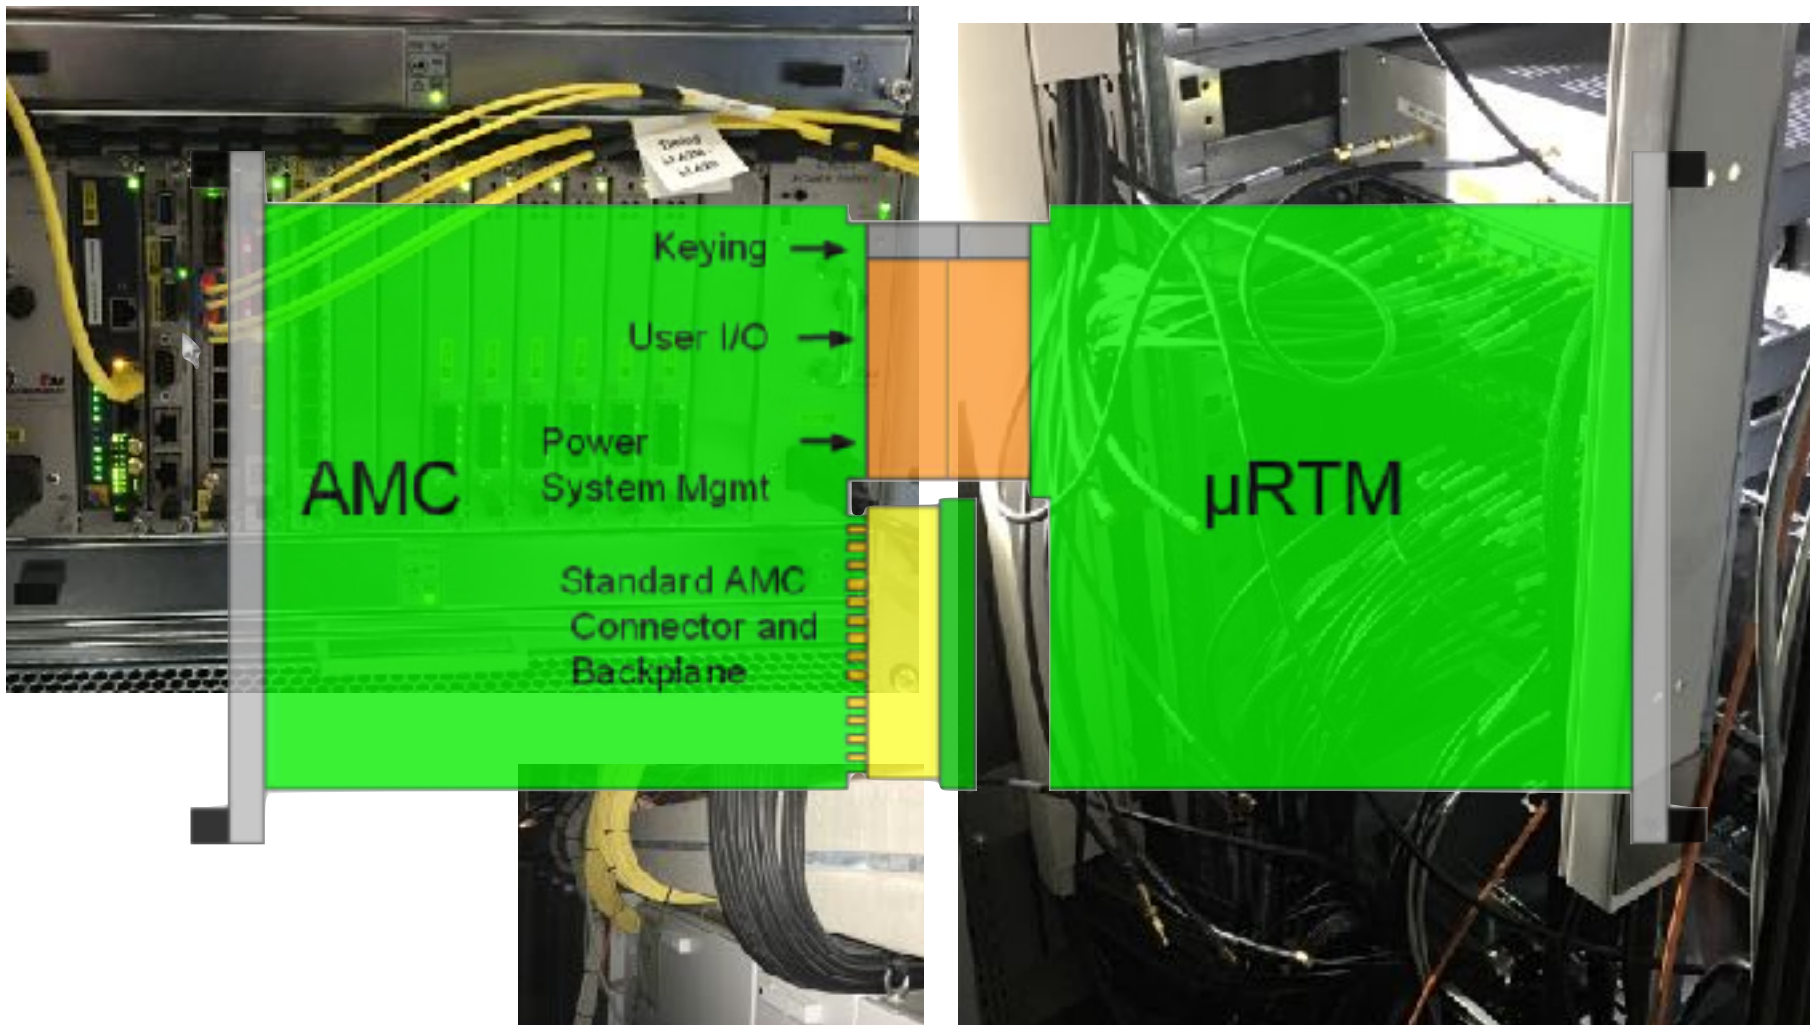 Keying
User I/O
Power
System Mgmt
AMC
µRTM
Standard AMC
Connector and
Backplane